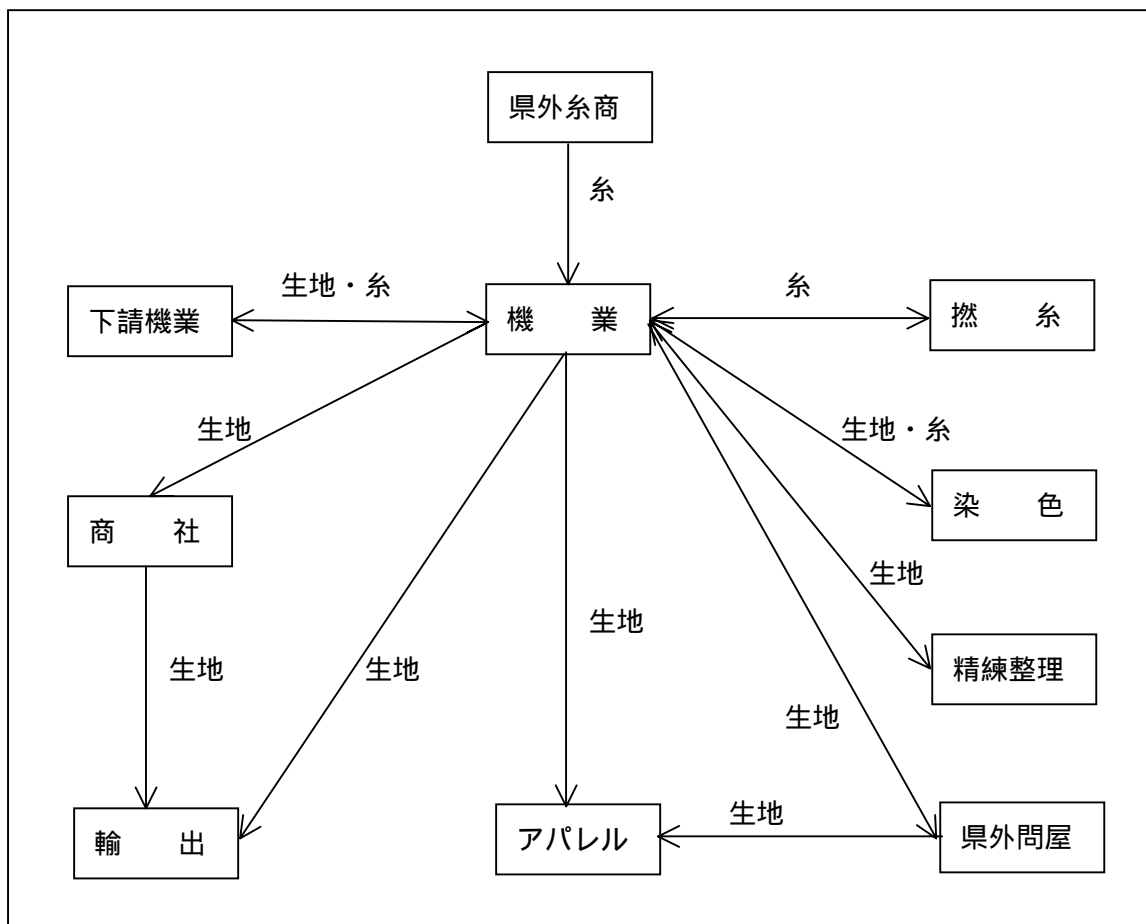 県外糸商
糸
生地・糸
糸
下請機業
機　　業
撚　　糸
生地
生地・糸
商　　社
染　　色
生地
生地
生地
生地
精練整理
生地
輸　　出
アパレル
生地
県外問屋